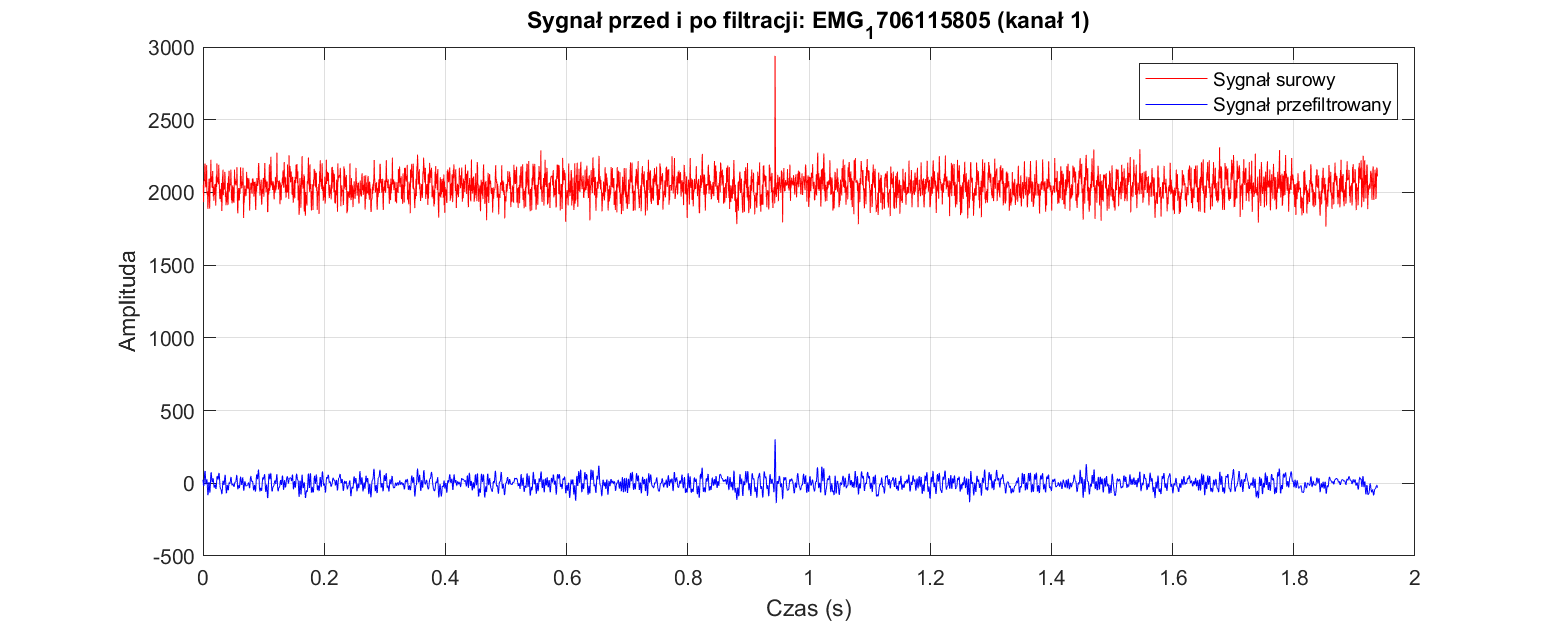 Sygnał przed i po filtracji: EMG₁706115805 (kanał 1)
Sygnał surowy
Sygnał przefiltrowany
Amplituda
3000
2500
2000
1500
1000
500
0
-500
0 0.2 0.4 0.6 0.8 1 1.2 1.4 1.6 1.8 2
Czas (s)